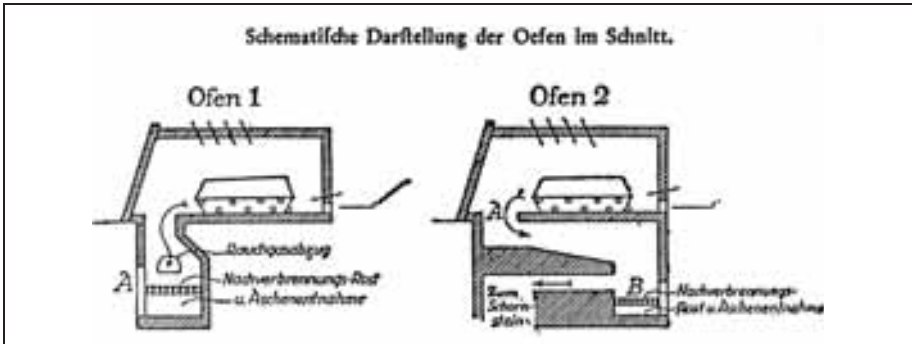 Schematiſche Darſtellung der Oefen im Schnitt.
Ofen 1
Ofen 2
A
Rauchgasabzug
Nachverbrennungs-Rost
u. Aschenentnahme
A
B
Zum
Schorn-
stein
Nachverbrennungs-
Rost u. Aschenentnahme